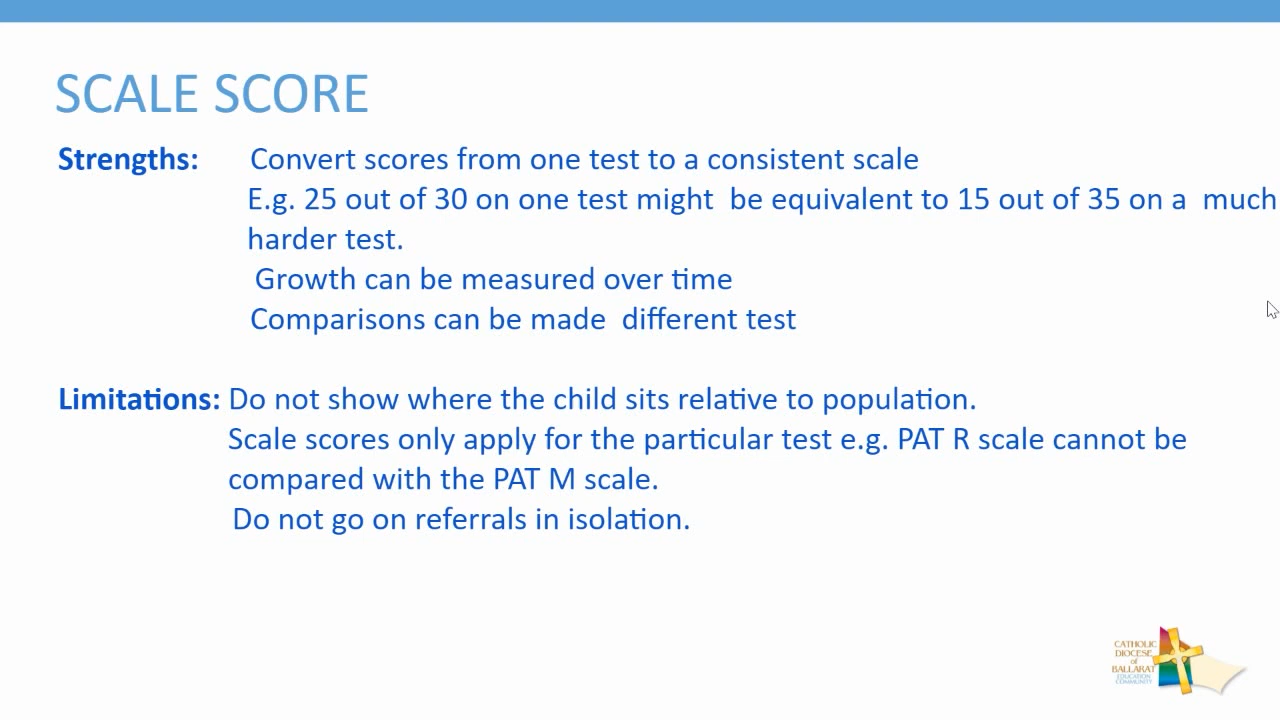 SCALE SCORE
Strengths: Convert scores from one test to a consistent scale
E.g. 25 out of 30 on one test might be equivalent to 15 out of 35 on a much
harder test.
Growth can be measured over time
Comparisons can be made different test
Limitations: Do not show where the child sits relative to population.
Scale scores only apply for the particular test e.g. PAT R scale cannot be
compared with the PAT M scale.
Do not go on referrals in isolation.
CATHOLIC
DIOCESE
of
BALLARAT
EDUCATION
COMMUNITY